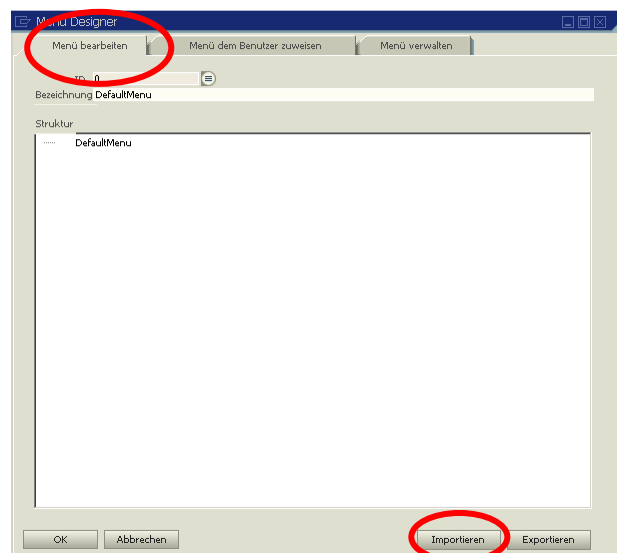 Menü Designer
Menü bearbeiten Menü dem Benutzer zuweisen Menü verwalten
ID 0
Bezeichnung DefaultMenu
Struktur
DefaultMenu
OK Abbrechen Importieren Exportieren